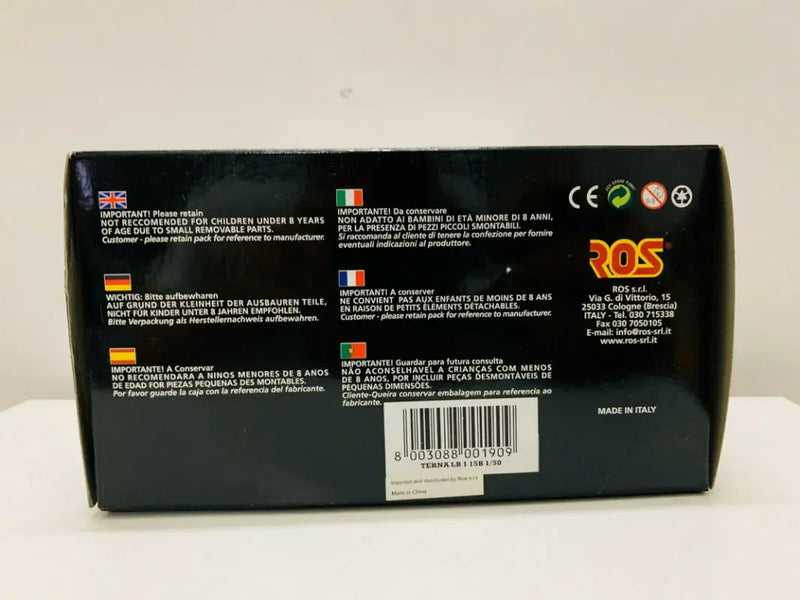 IMPORTANT! Please retain
NOT RECCOMENDED FOR CHILDREN UNDER 8 YEARS
OF AGE DUE TO SMALL REMOVABLE PARTS.
Customer - please retain pack for reference to manufacturer.
WICHTIG: Bitte aufbewharen
AUF GRUND DER KLEINHEIT DER AUSBAUREN TEILE,
NICHT FÜR KINDER UNTER 8 JAHREN EMPFOHLEN.
Bitte Verpackung als Herstellernachweis aufbewahren.
IMPORTANTE! A Conservar
NO RECOMENDARA A NINOS MENORES DE 8 ANOS
DE EDAD FOR PIEZAS PEQUENAS DES MONTABLES.
Por favor guarde la caja con la referencia del fabricante.
IMPORTANTE! Da conservare
NON ADATTO AI BAMBINI DI ETÀ MINORE DI 8 ANNI,
PER LA PRESENZA DI PEZZI PICCOLI SMONTABILI.
Si raccomanda al cliente di tenere la confezione per fornire
eventuali indicazioni al produttore.
IMPORTANT! A conserver
NE CONVIENT PAS AUX ENFANTS DE MOINS DE 8 ANS
EN RAISON DE PETITS ÉLÉMENTS DÉTACHABLES.
Customer - please retain pack for reference to manufacturer.
IMPORTANTE! Guardar para futura consulta
NÃO ACONSELHAVEL A CRIANÇAS COM MENOS
DE 8 ANOS, POR INCLUIR PEÇAS DESMONTÁVEIS DE
PEQUENAS DIMENSÕES.
Cliente-Queira conservar embalagem para referencia ao
fabricante.
8 003088 001909
TERNA LB 1 15B 1/50
Imported and distributed by Ros s.r.l.
Made in China
CE
0-3
ROS®
ROS s.r.l.
Via G. di Vittorio, 15
25033 Cologne (Brescia)
ITALY - Tel. 030 715338
Fax 030 7050105
E-mail: info@ros-srl.it
www.ros-srl.it
MADE IN ITALY